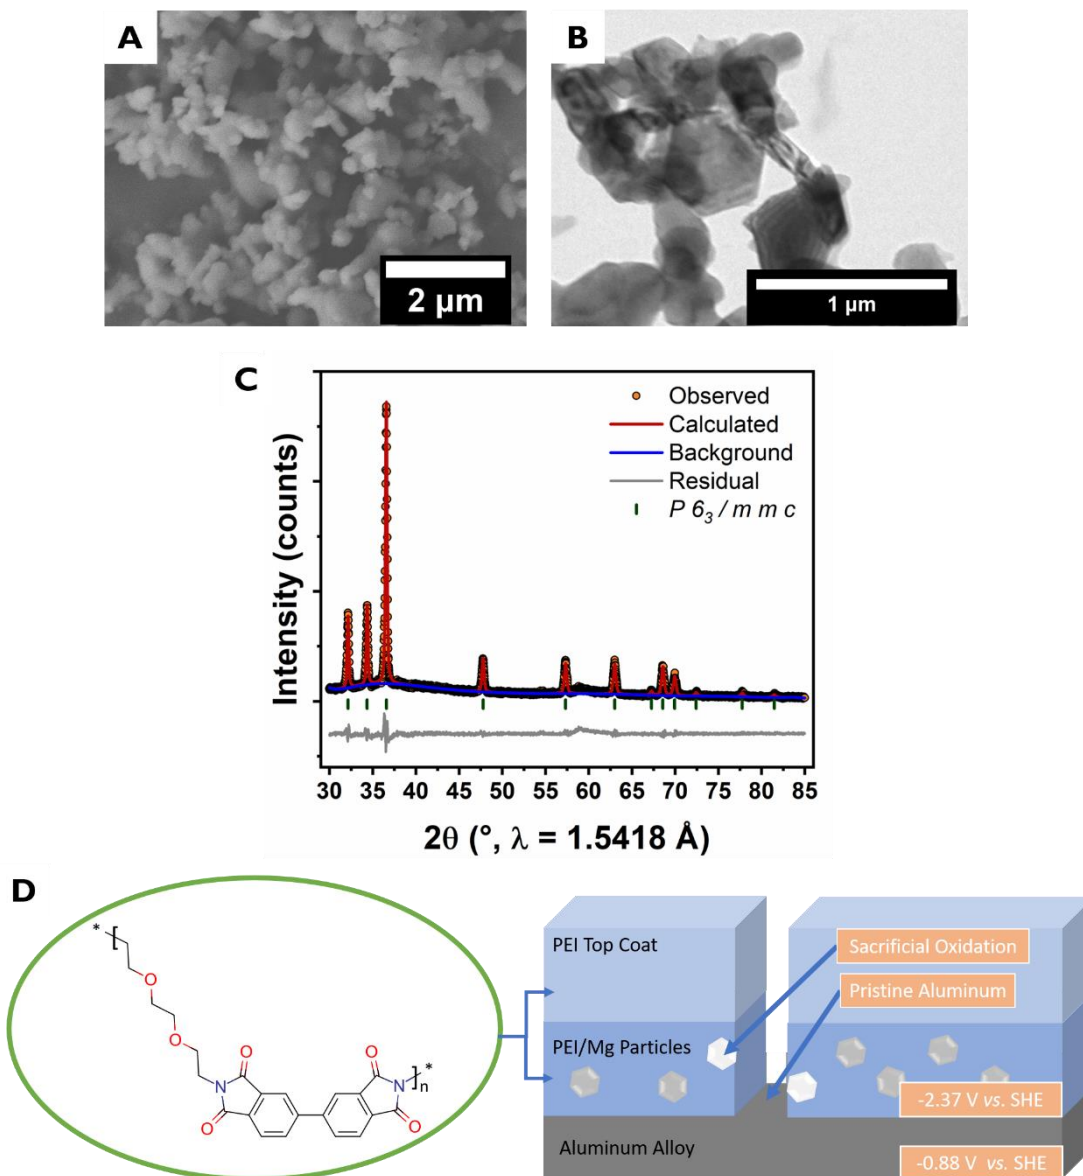 A
2 µm
B
1 µm
C
Intensity (counts)
Observed
Calculated
Background
Residual
P 6₃ / m m c
30 35 40 45 50 55 60 65 70 75 80 85
2θ (°, λ = 1.5418 Å)
D
*
[
O
O
O
O
N
N
]n
*
O
O
PEI Top Coat
Sacrificial Oxidation
Pristine Aluminum
PEI/Mg Particles
-2.37 V vs. SHE
Aluminum Alloy
-0.88 V vs. SHE